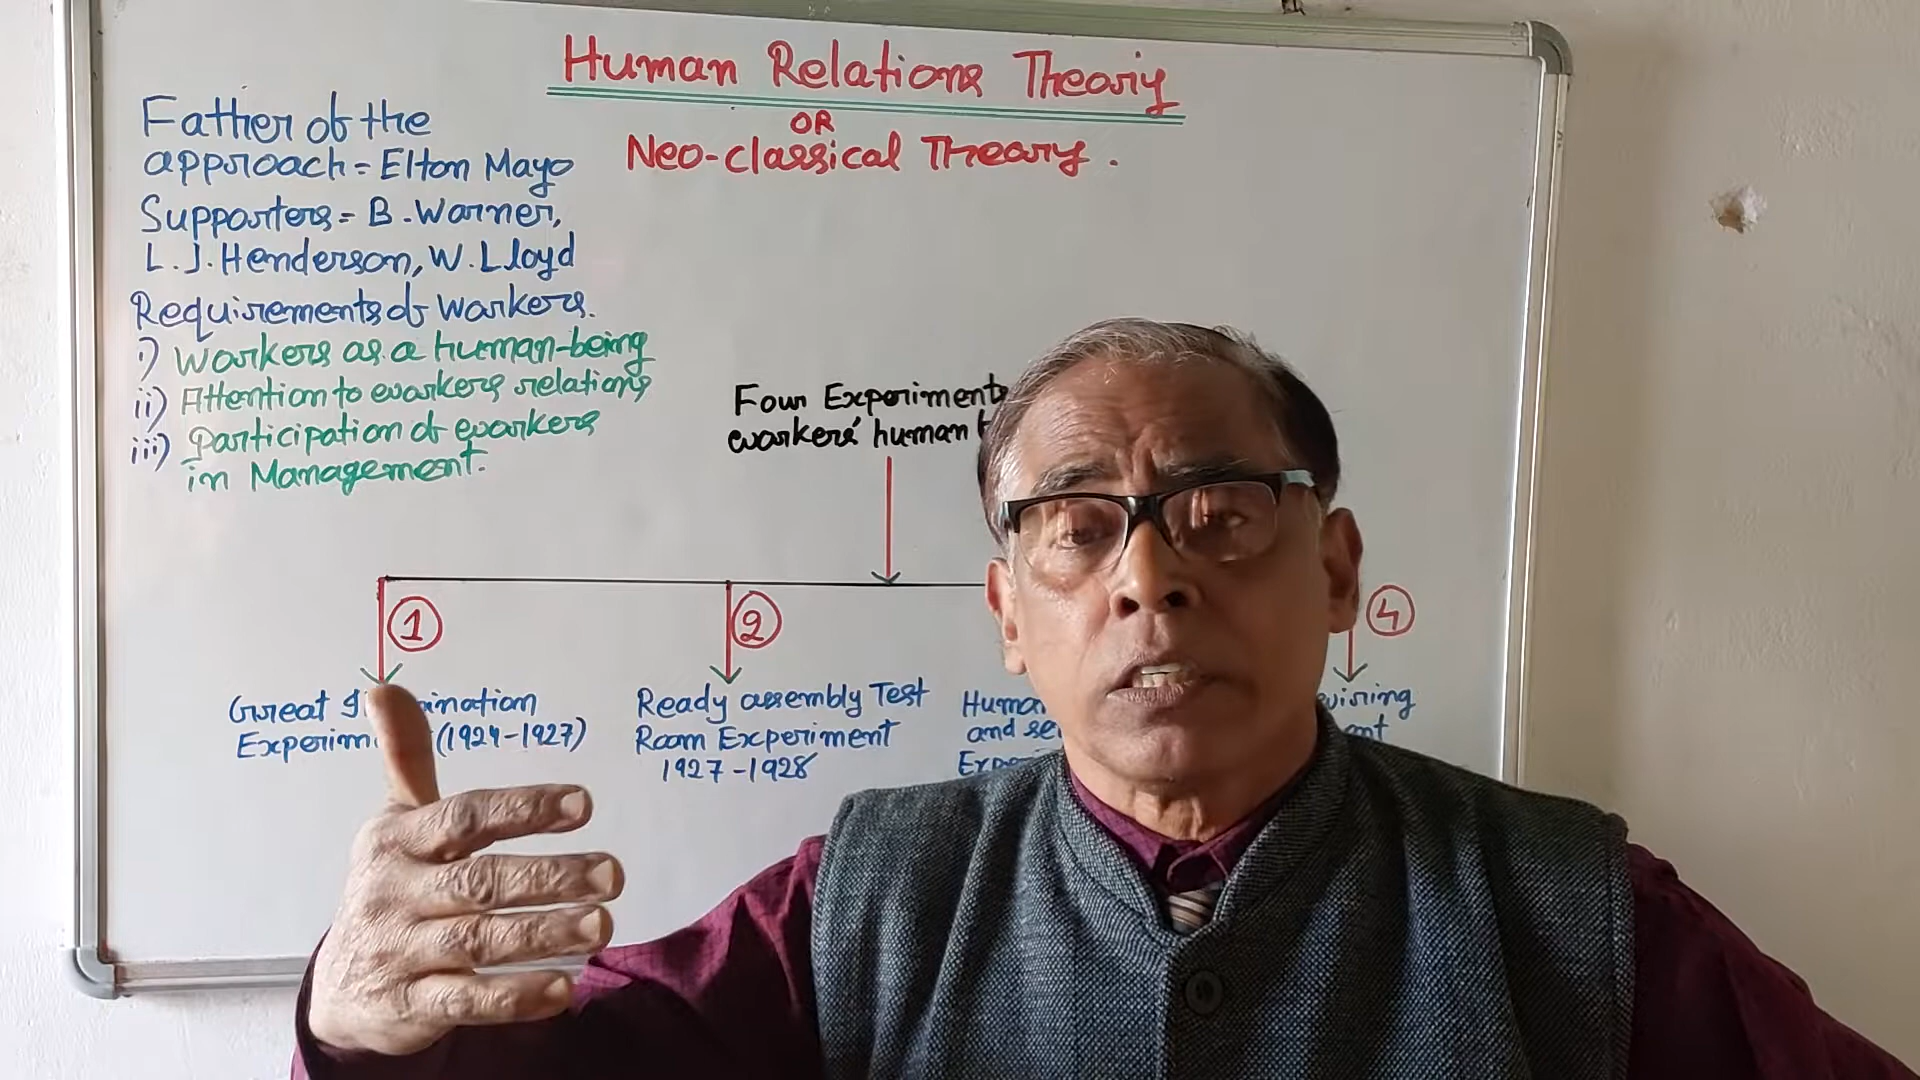 Human Relations Theory
OR
Neo-classical Theory.
Father of the
approach = Elton Mayo
Supporters = B. Warner,
L.J. Henderson, W. Lloyd
Requirements of workers.
i) Workers as a human-being
ii) Attention to workers relations
iii) Participation of workers
in Management.
Four Experiments
workers' human
1
Great
Experim (1924-1927)
2
Ready assembly Test
Room Experiment
1927-1928
Human
and
4